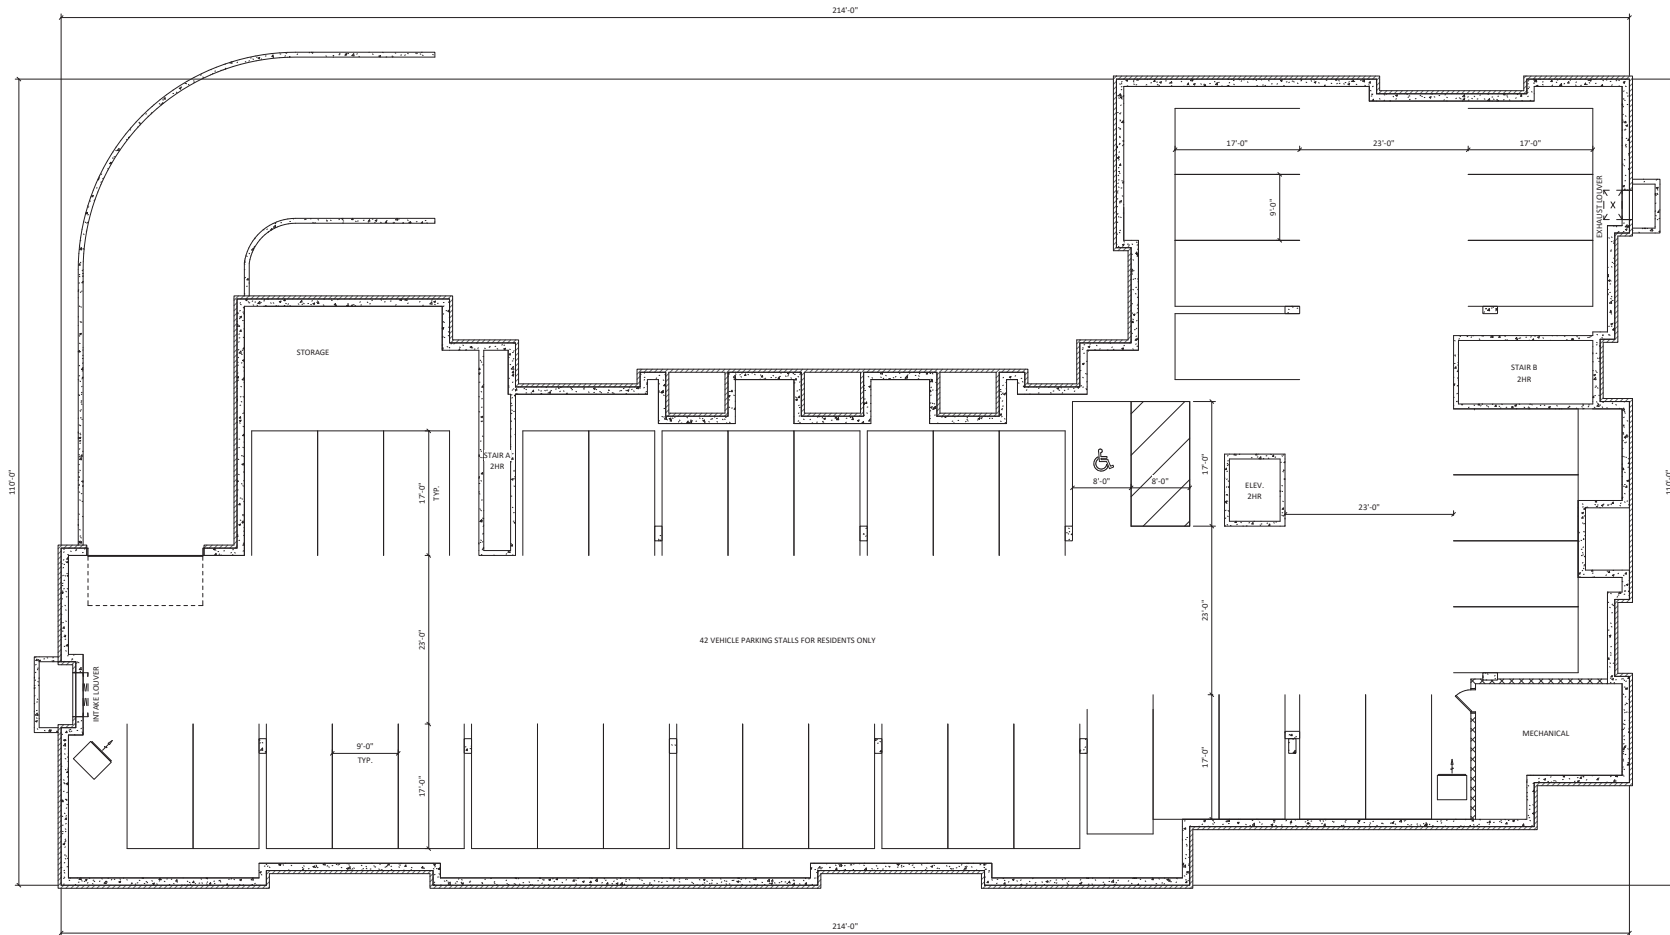 214'-0"
17'-0"
23'-0"
17'-0"
9'-0"
EXHAUST LOUVER
X
STORAGE
STAIR B
2HR
STAIR A
2HR
17'-0"
TYP.
8'-0"
8'-0"
17'-0"
ELEV.
2HR
23'-0"
110'-0"
110'-0"
23'-0"
23'-0"
42 VEHICLE PARKING STALLS FOR RESIDENTS ONLY
INTAKE LOUVER
MECHANICAL
9'-0"
TYP.
17'-0"
17'-0"
214'-0"